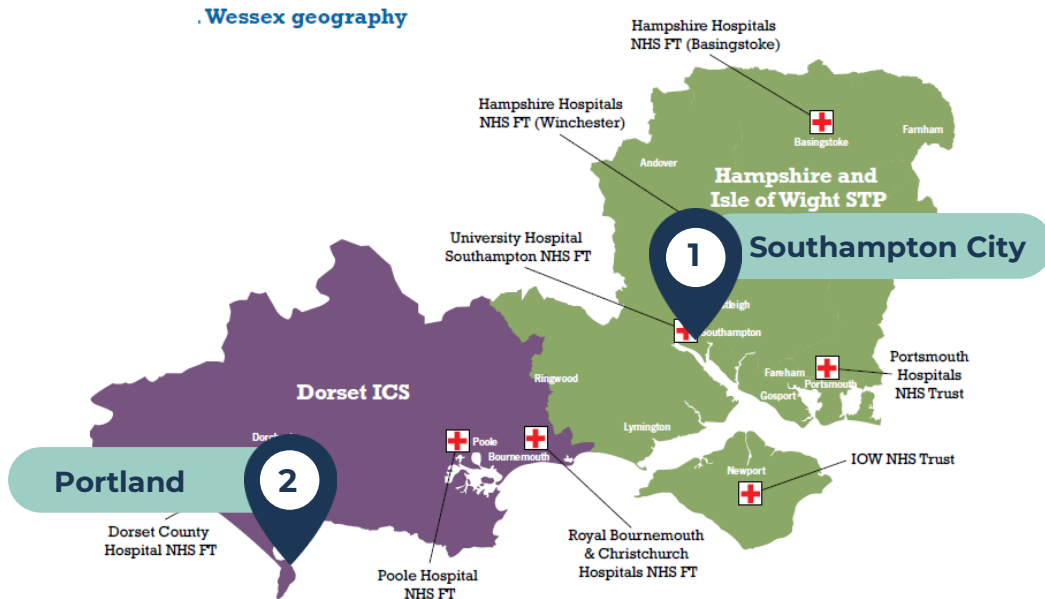 . Wessex geography
Hampshire Hospitals
NHS FT (Basingstoke)
Hampshire Hospitals
NHS FT (Winchester)
Basingstoke
Farnham
Andover
Hampshire and
Isle of Wight STP
University Hospital
Southampton NHS FT
1
Southampton City
Southampton
Portsmouth
Hospitals
NHS Trust
Fareham
Portsmouth
Gosport
Ringwood
Dorset ICS
Lymington
Poole
Bournemouth
Newport
IOW NHS Trust
Portland
2
Dorset County
Hospital NHS FT
Royal Bournemouth
& Christchurch
Hospitals NHS FT
Poole Hospital
NHS FT